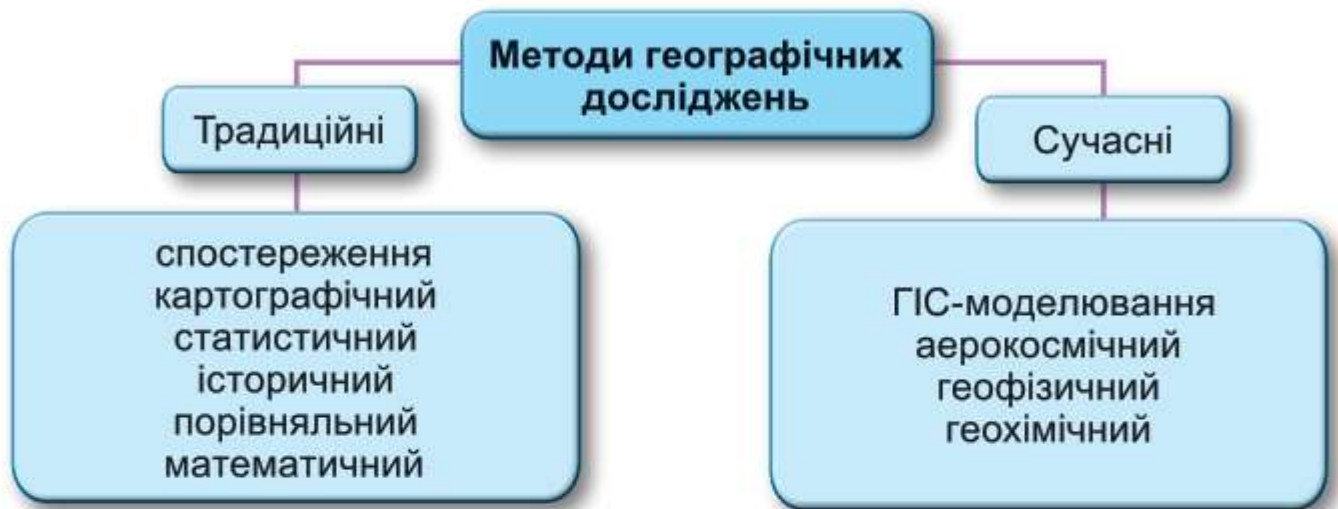 Методи географічних
досліджень
Традиційні
Сучасні
спостереження
картографічний
статистичний
історичний
порівняльний
математичний
ГІС-моделювання
аерокосмічний
геофізичний
геохімічний